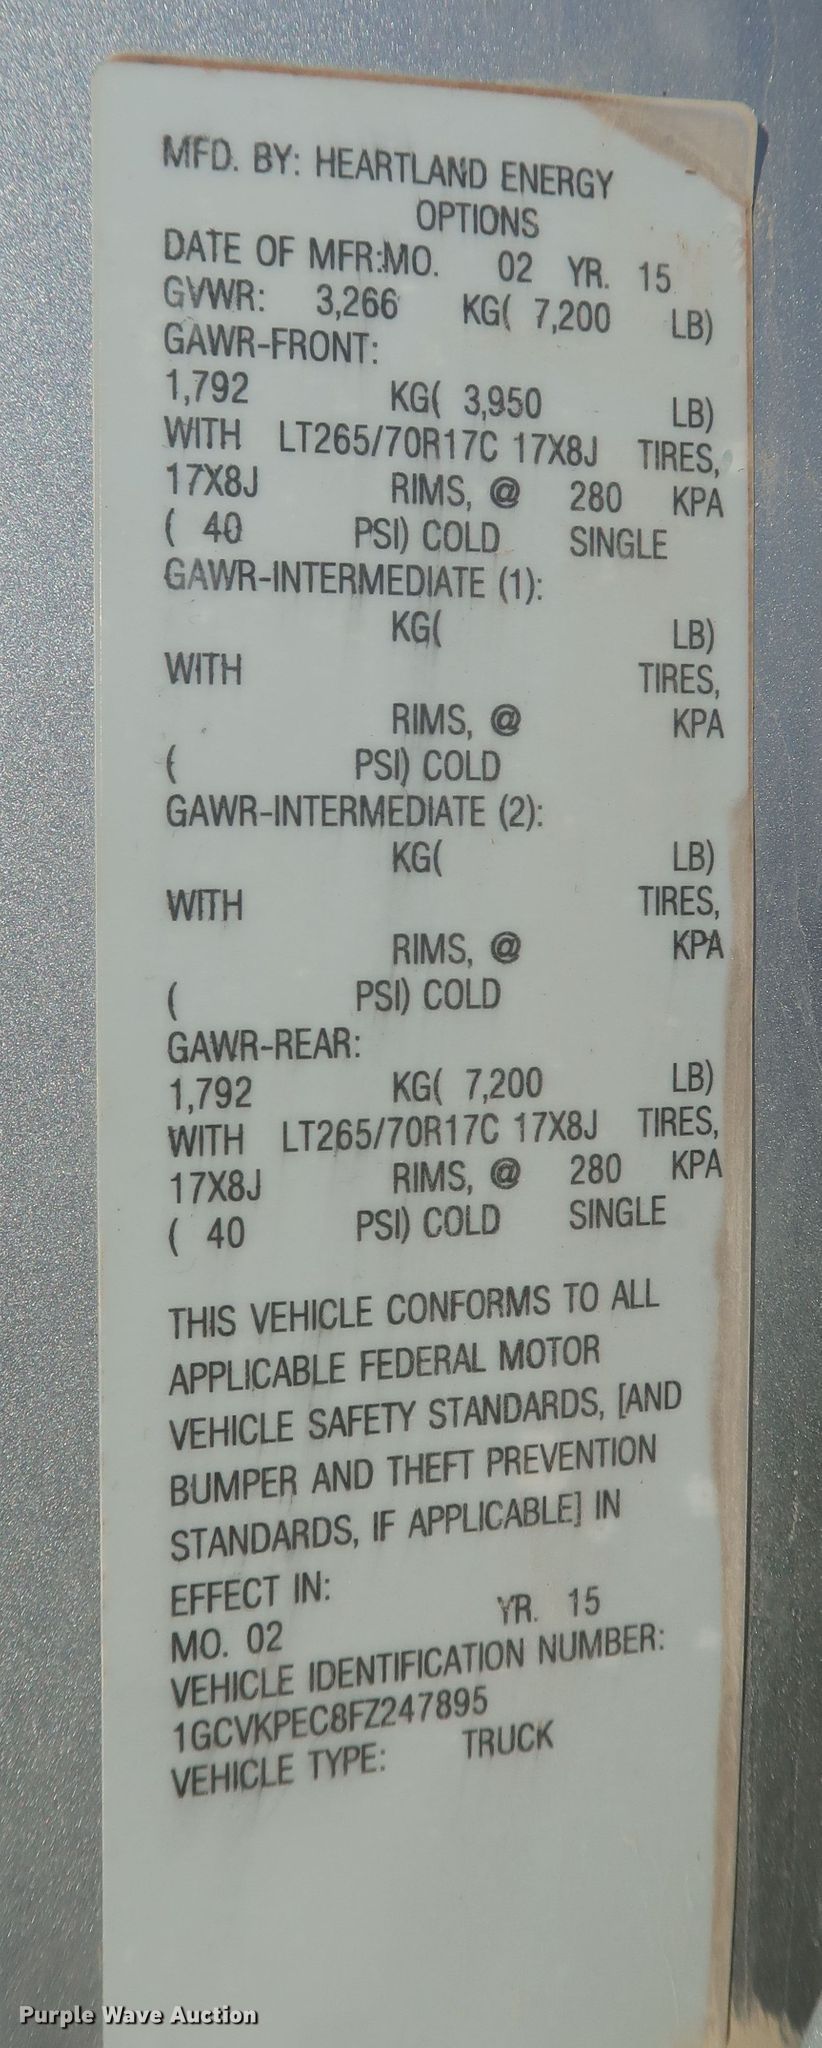 MFD. BY: HEARTLAND ENERGY
OPTIONS
DATE OF MFR:MO. 02 YR. 15
GVWR: 3,266 KG( 7,200 LB)
GAWR-FRONT:
1,792 KG( 3,950 LB)
WITH LT265/70R17C 17X8J TIRES,
17X8J RIMS, @ 280 KPA
( 40 PSI) COLD SINGLE
GAWR-INTERMEDIATE (1):
KG( LB)
WITH TIRES,
RIMS, @ KPA
( PSI) COLD
GAWR-INTERMEDIATE (2):
KG( LB)
WITH TIRES,
RIMS, @ KPA
( PSI) COLD
GAWR-REAR:
1,792 KG( 7,200 LB)
WITH LT265/70R17C 17X8J TIRES,
17X8J RIMS, @ 280 KPA
( 40 PSI) COLD SINGLE
THIS VEHICLE CONFORMS TO ALL
APPLICABLE FEDERAL MOTOR
VEHICLE SAFETY STANDARDS, [AND
BUMPER AND THEFT PREVENTION
STANDARDS, IF APPLICABLE] IN
EFFECT IN:
MO. 02 YR. 15
VEHICLE IDENTIFICATION NUMBER:
1GCVKPEC8FZ247895
VEHICLE TYPE: TRUCK
Purple Wave Auction